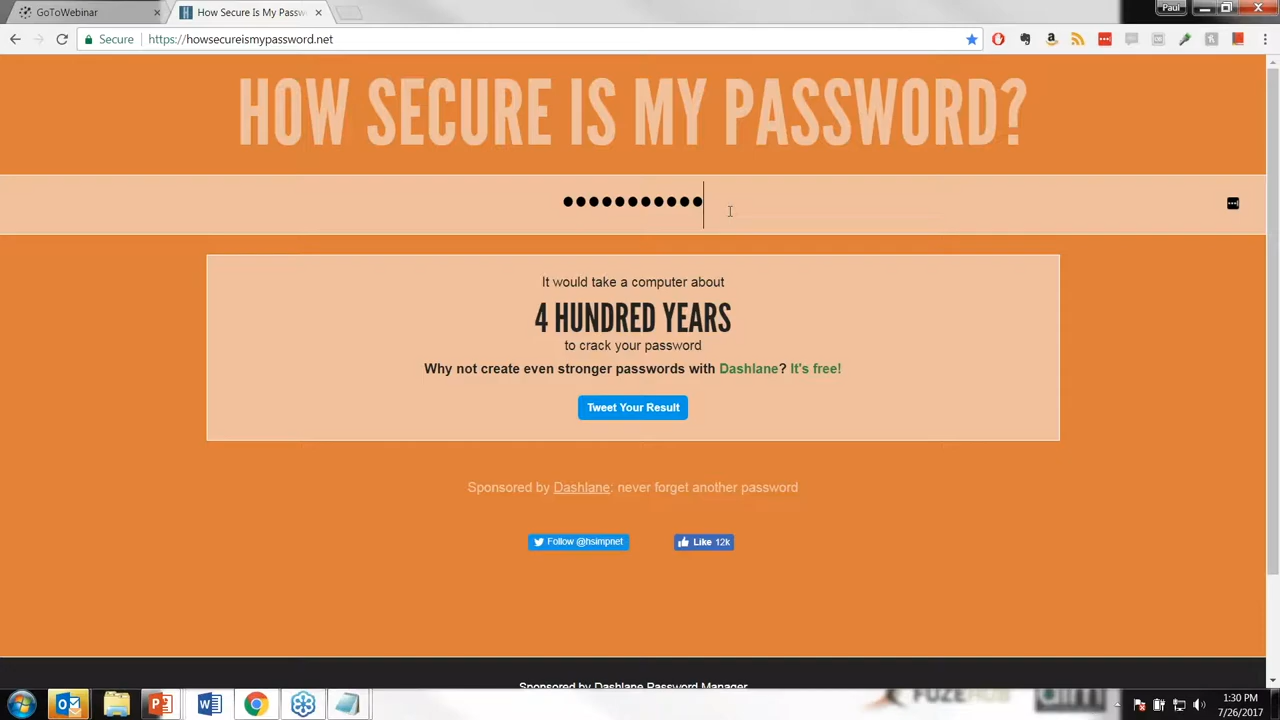 GoToWebinar
How Secure Is My Passw
Paul
Secure
https://howsecureismypassword.net
HOW SECURE IS MY PASSWORD?
●●●●●●●●●●●
It would take a computer about
4 HUNDRED YEARS
to crack your password
Why not create even stronger passwords with Dashlane? It's free!
Tweet Your Result
Sponsored by Dashlane: never forget another password
Follow @hsimpnet
Like 12k
Sponsored by Dashlane Password Manager
1:30 PM
7/26/2017